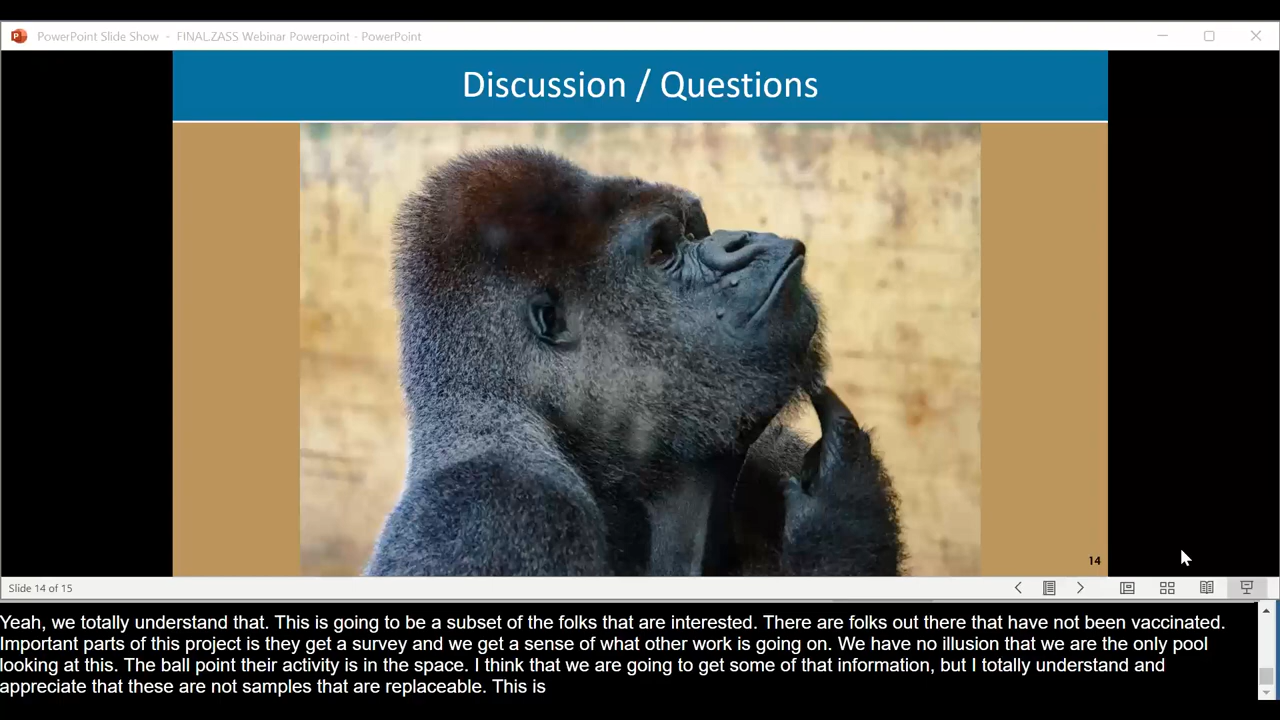 PowerPoint Slide Show - FINAL.ZASS Webinar Powerpoint - PowerPoint
Discussion / Questions
14
Slide 14 of 15
Yeah, we totally understand that. This is going to be a subset of the folks that are interested. There are folks out there that have not been vaccinated.
Important parts of this project is they get a survey and we get a sense of what other work is going on. We have no illusion that we are the only pool
looking at this. The ball point their activity is in the space. I think that we are going to get some of that information, but I totally understand and
appreciate that these are not samples that are replaceable. This is